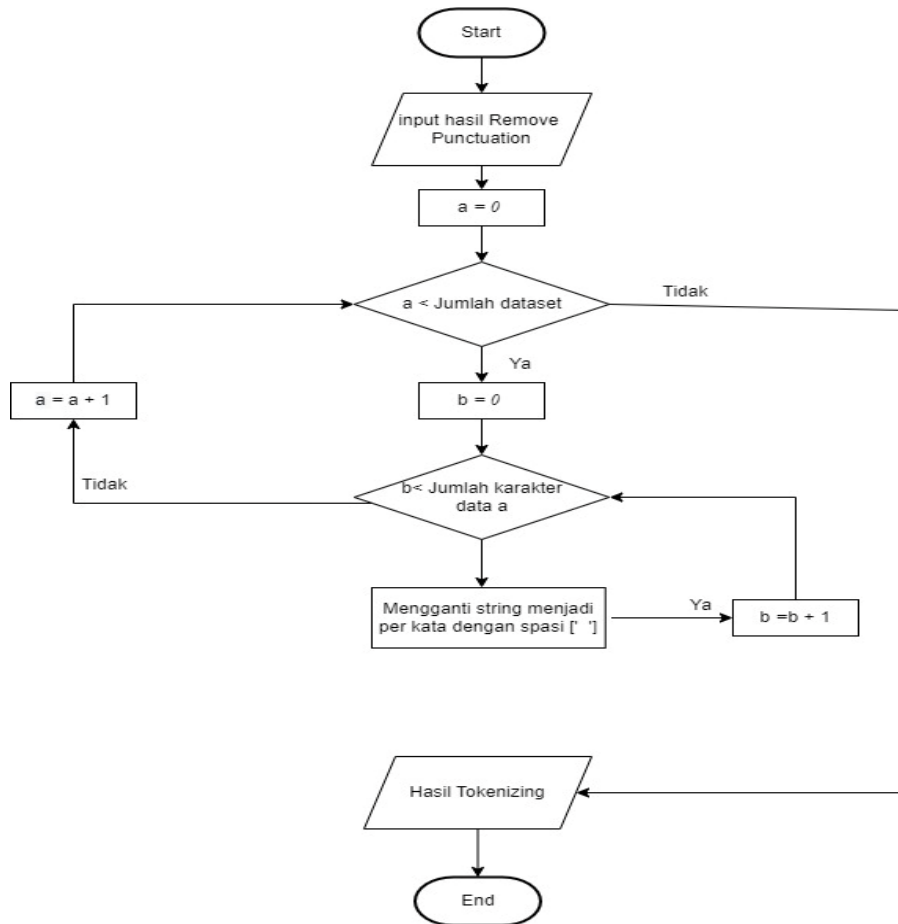 Start
input hasil Remove
Punctuation
a = 0
a < Jumlah dataset
Tidak
Ya
a = a + 1
b = 0
b< Jumlah karakter
data a
Tidak
Mengganti string menjadi
per kata dengan spasi [' ']
Ya
b =b + 1
Hasil Tokenizing
End